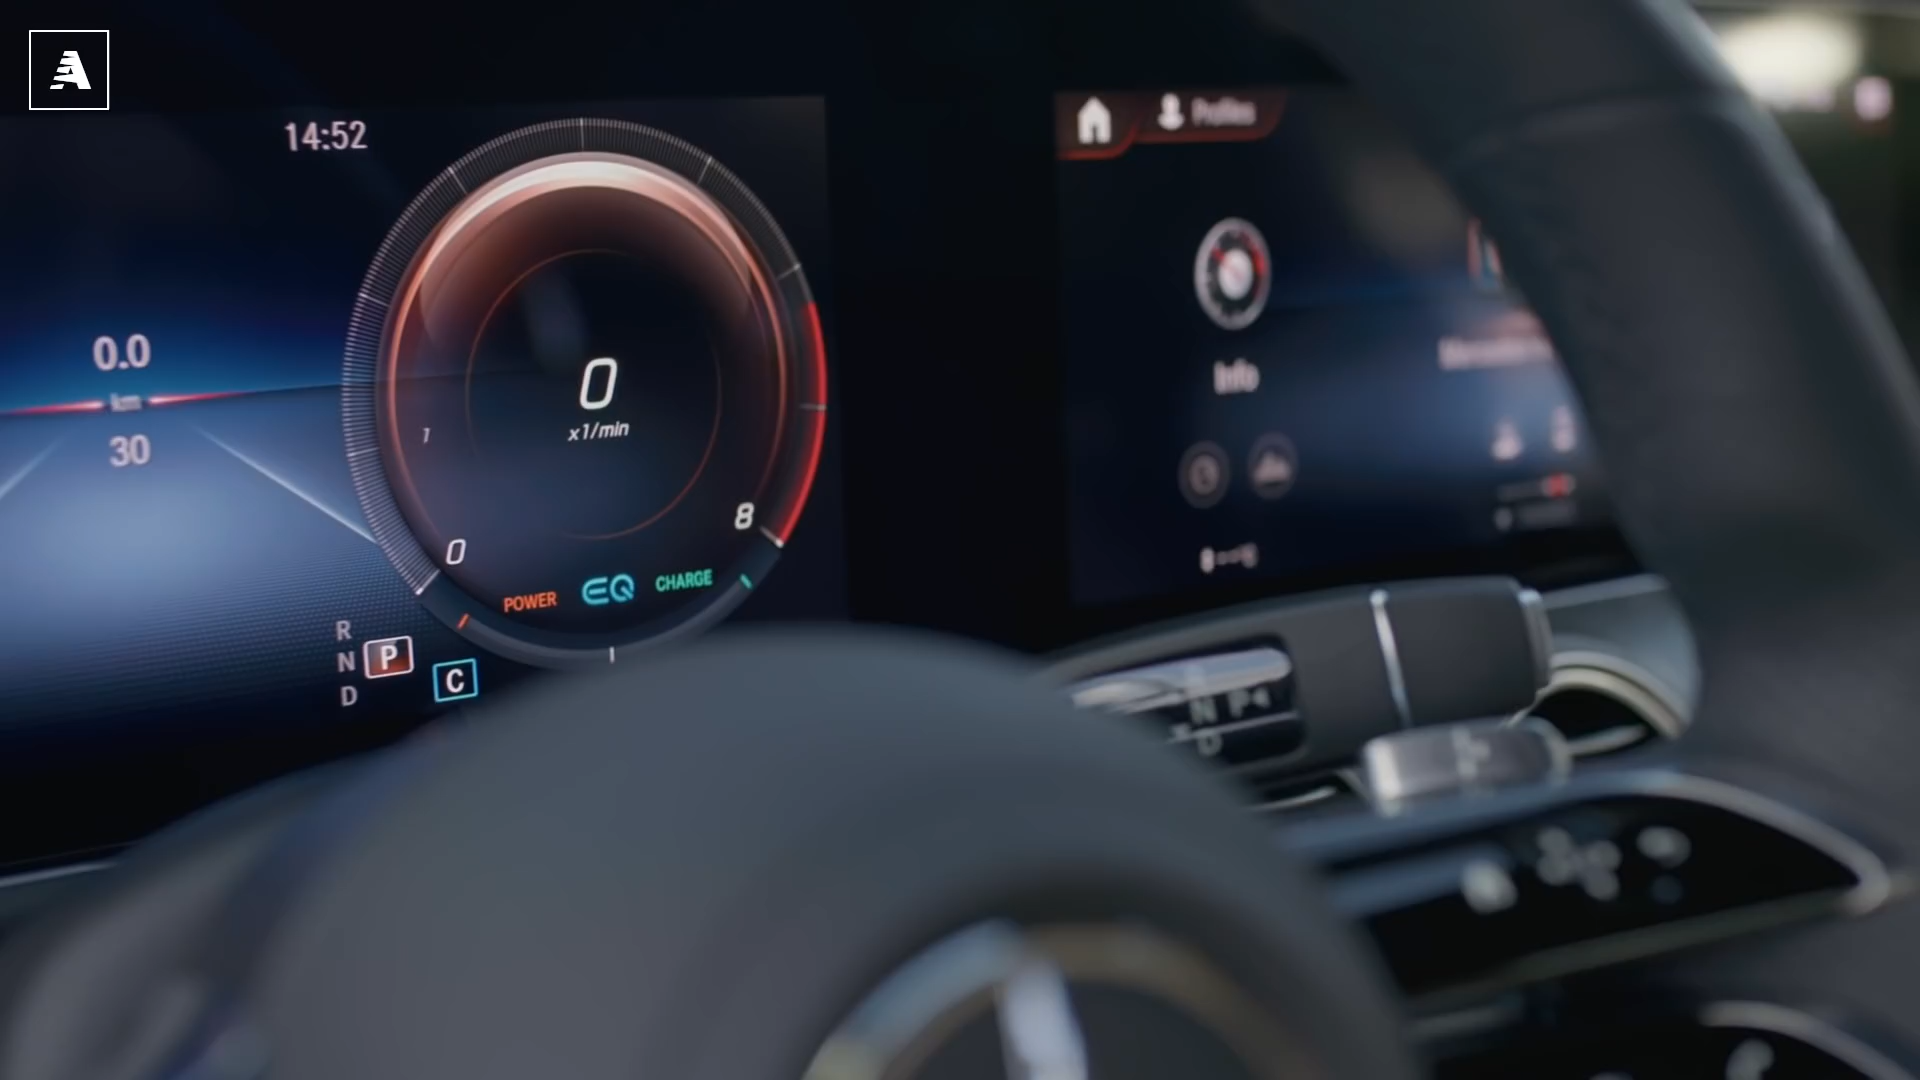 14:52
0.0
km
30
0
x1/min
1
0
8
POWER
EQ
CHARGE
R
N
P
D
C
Profiles
Info
N P
D